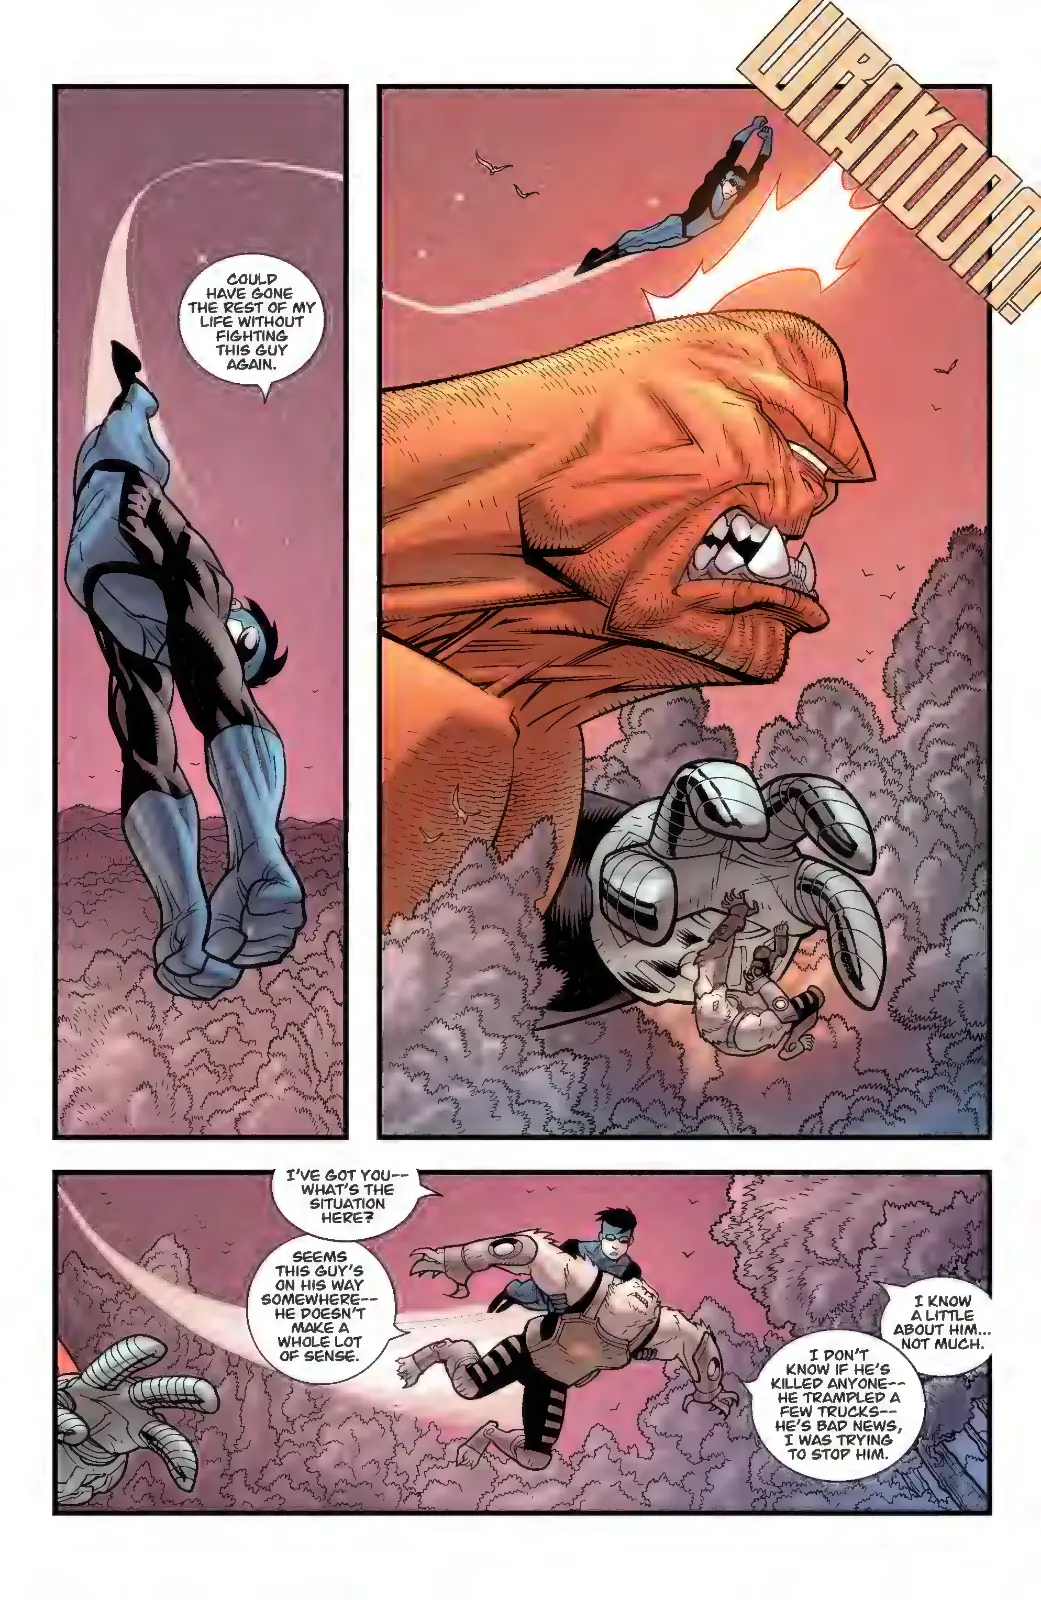 COULD
HAVE GONE
THE REST OF MY
LIFE WITHOUT
FIGHTING
THIS GUY
AGAIN.
WRAKOOM!
I'VE GOT YOU--
WHAT'S THE
SITUATION
HERE?
SEEMS
THIS GUY'S
ON HIS WAY
SOMEWHERE--
HE DOESN'T
MAKE A
WHOLE LOT
OF SENSE.
I DON'T
KNOW IF HE'S
KILLED ANYONE--
HE TRAMPLED A
FEW TRUCKS--
HE'S BAD NEWS,
I WAS TRYING
TO STOP HIM.
I KNOW
A LITTLE
ABOUT HIM...
NOT MUCH.